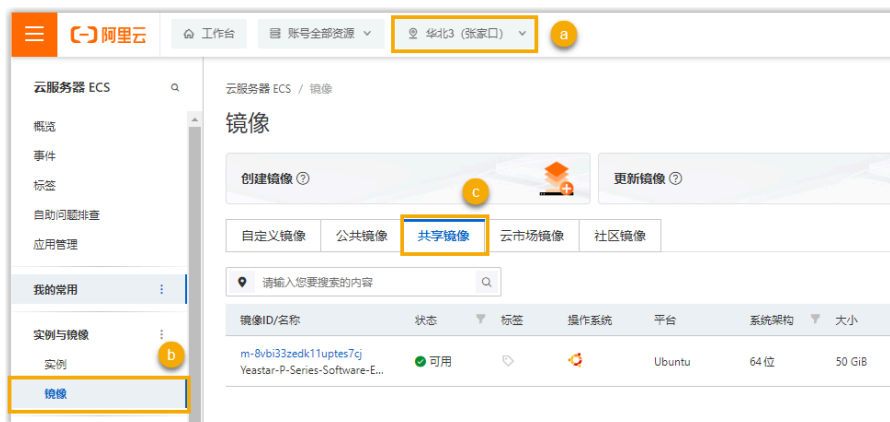 阿里云 工作台 账号全部资源 华北3（张家口） a
云服务器 ECS
概览
事件
标签
自助问题排查
应用管理
我的常用
实例与镜像
b
实例
镜像
云服务器 ECS / 镜像
镜像
创建镜像
更新镜像
c
自定义镜像 公共镜像 共享镜像 云市场镜像 社区镜像
请输入您要搜索的内容
镜像ID/名称 状态 标签 操作系统 平台 系统架构 大小
m-8vbi33zedk11uptes7cj
Yeastar-P-Series-Software-E... 可用 Ubuntu 64位 50 GiB